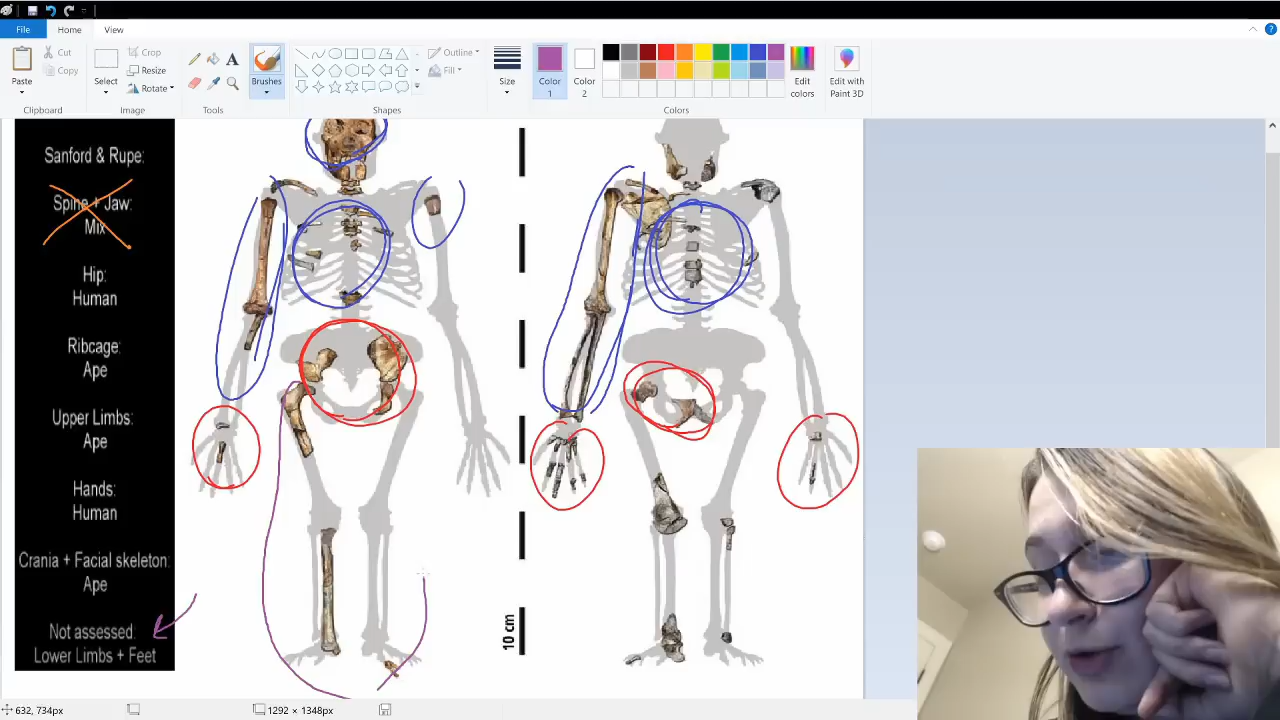 File
Home
View
Paste
Cut
Copy
Clipboard
Select
Crop
Resize
Rotate
Image
A
Tools
Brushes
Shapes
Outline
Fill
Size
Color
1
Color
2
Edit
colors
Edit with
Paint 3D
Colors
Sanford & Rupe:
Spine + Jaw:
Mix
Hip:
Human
Ribcage:
Ape
Upper Limbs:
Ape
Hands:
Human
Crania + Facial skeleton:
Ape
Not assessed:
Lower Limbs + Feet
10 cm
632, 734px
1292 × 1348px